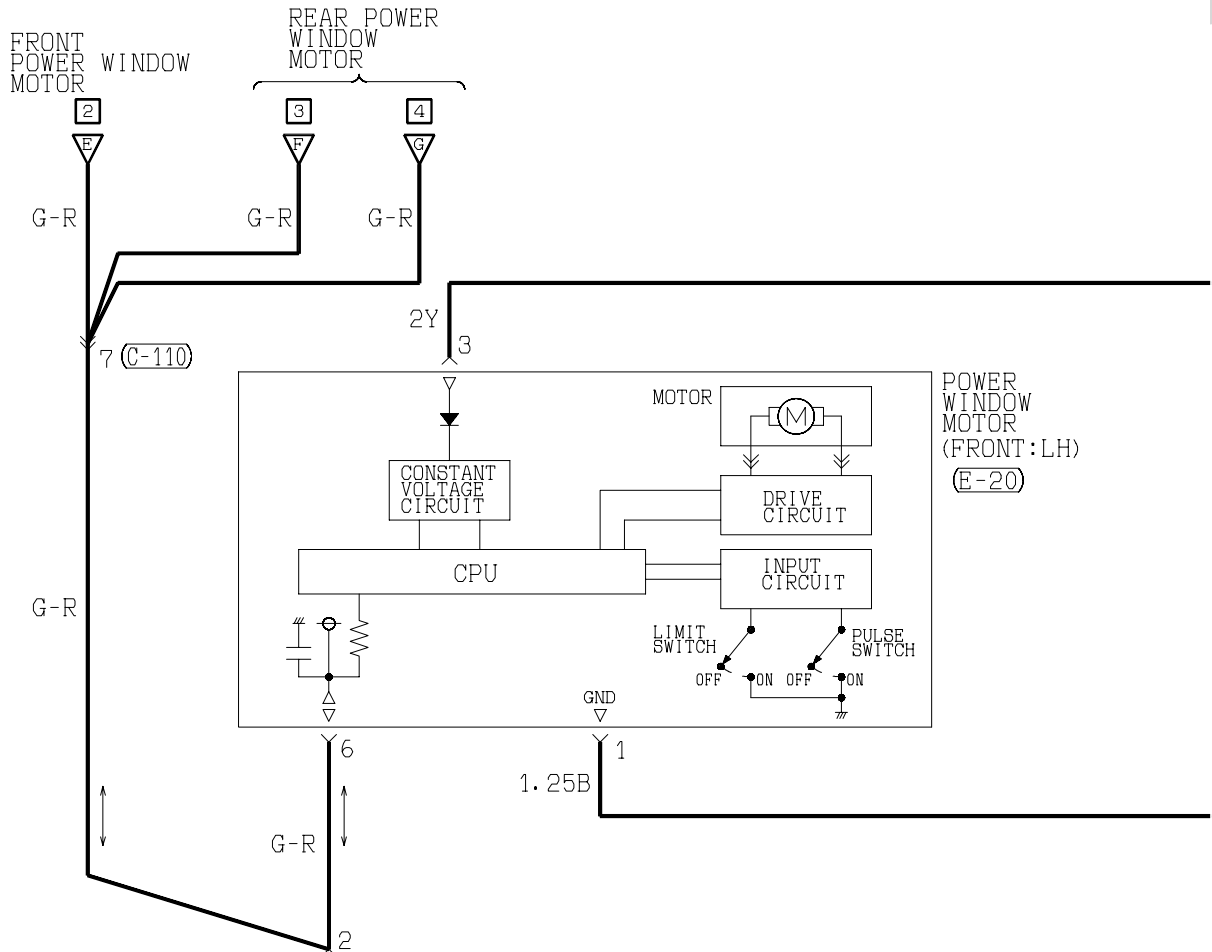 FRONT
POWER WINDOW
MOTOR
REAR POWER
WINDOW
MOTOR
2
3
4
E
F
G
G-R
G-R
G-R
2Y
3
7
C-110
MOTOR
M
POWER
WINDOW
MOTOR
(FRONT:LH)
E-20
CONSTANT
VOLTAGE
CIRCUIT
DRIVE
CIRCUIT
CPU
INPUT
CIRCUIT
G-R
LIMIT
SWITCH
PULSE
SWITCH
OFF
ON
OFF
ON
GND
6
1
1.25B
G-R
2